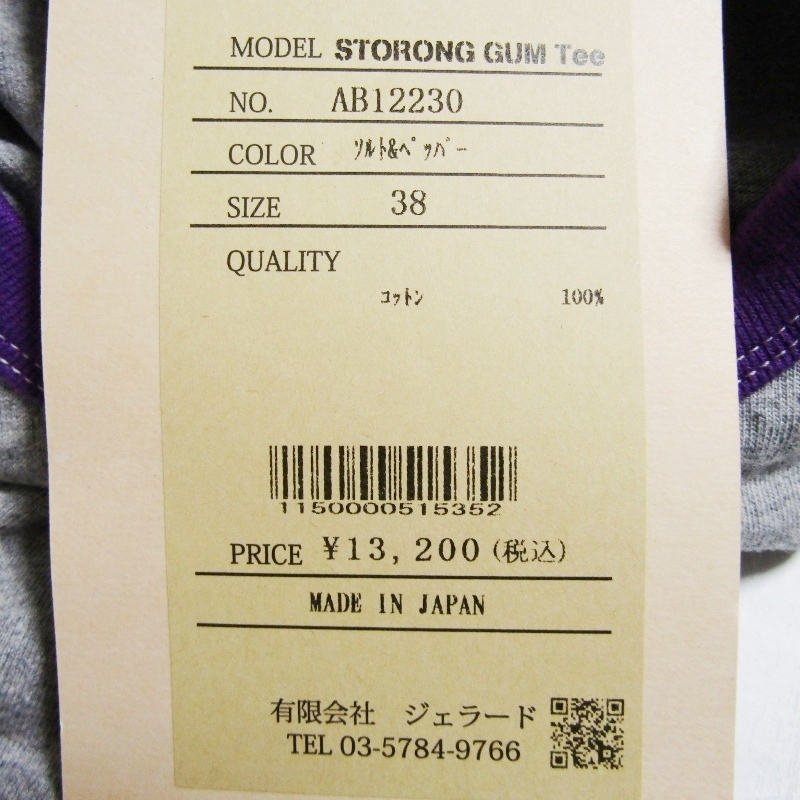 MODEL STORONG GUM Tee
NO. AB12230
COLOR ソルト&ペッパー
SIZE 38
QUALITY
コットン 100%
1150000515352
PRICE ¥13,200(税込)
MADE IN JAPAN
有限会社 ジェラード
TEL 03-5784-9766